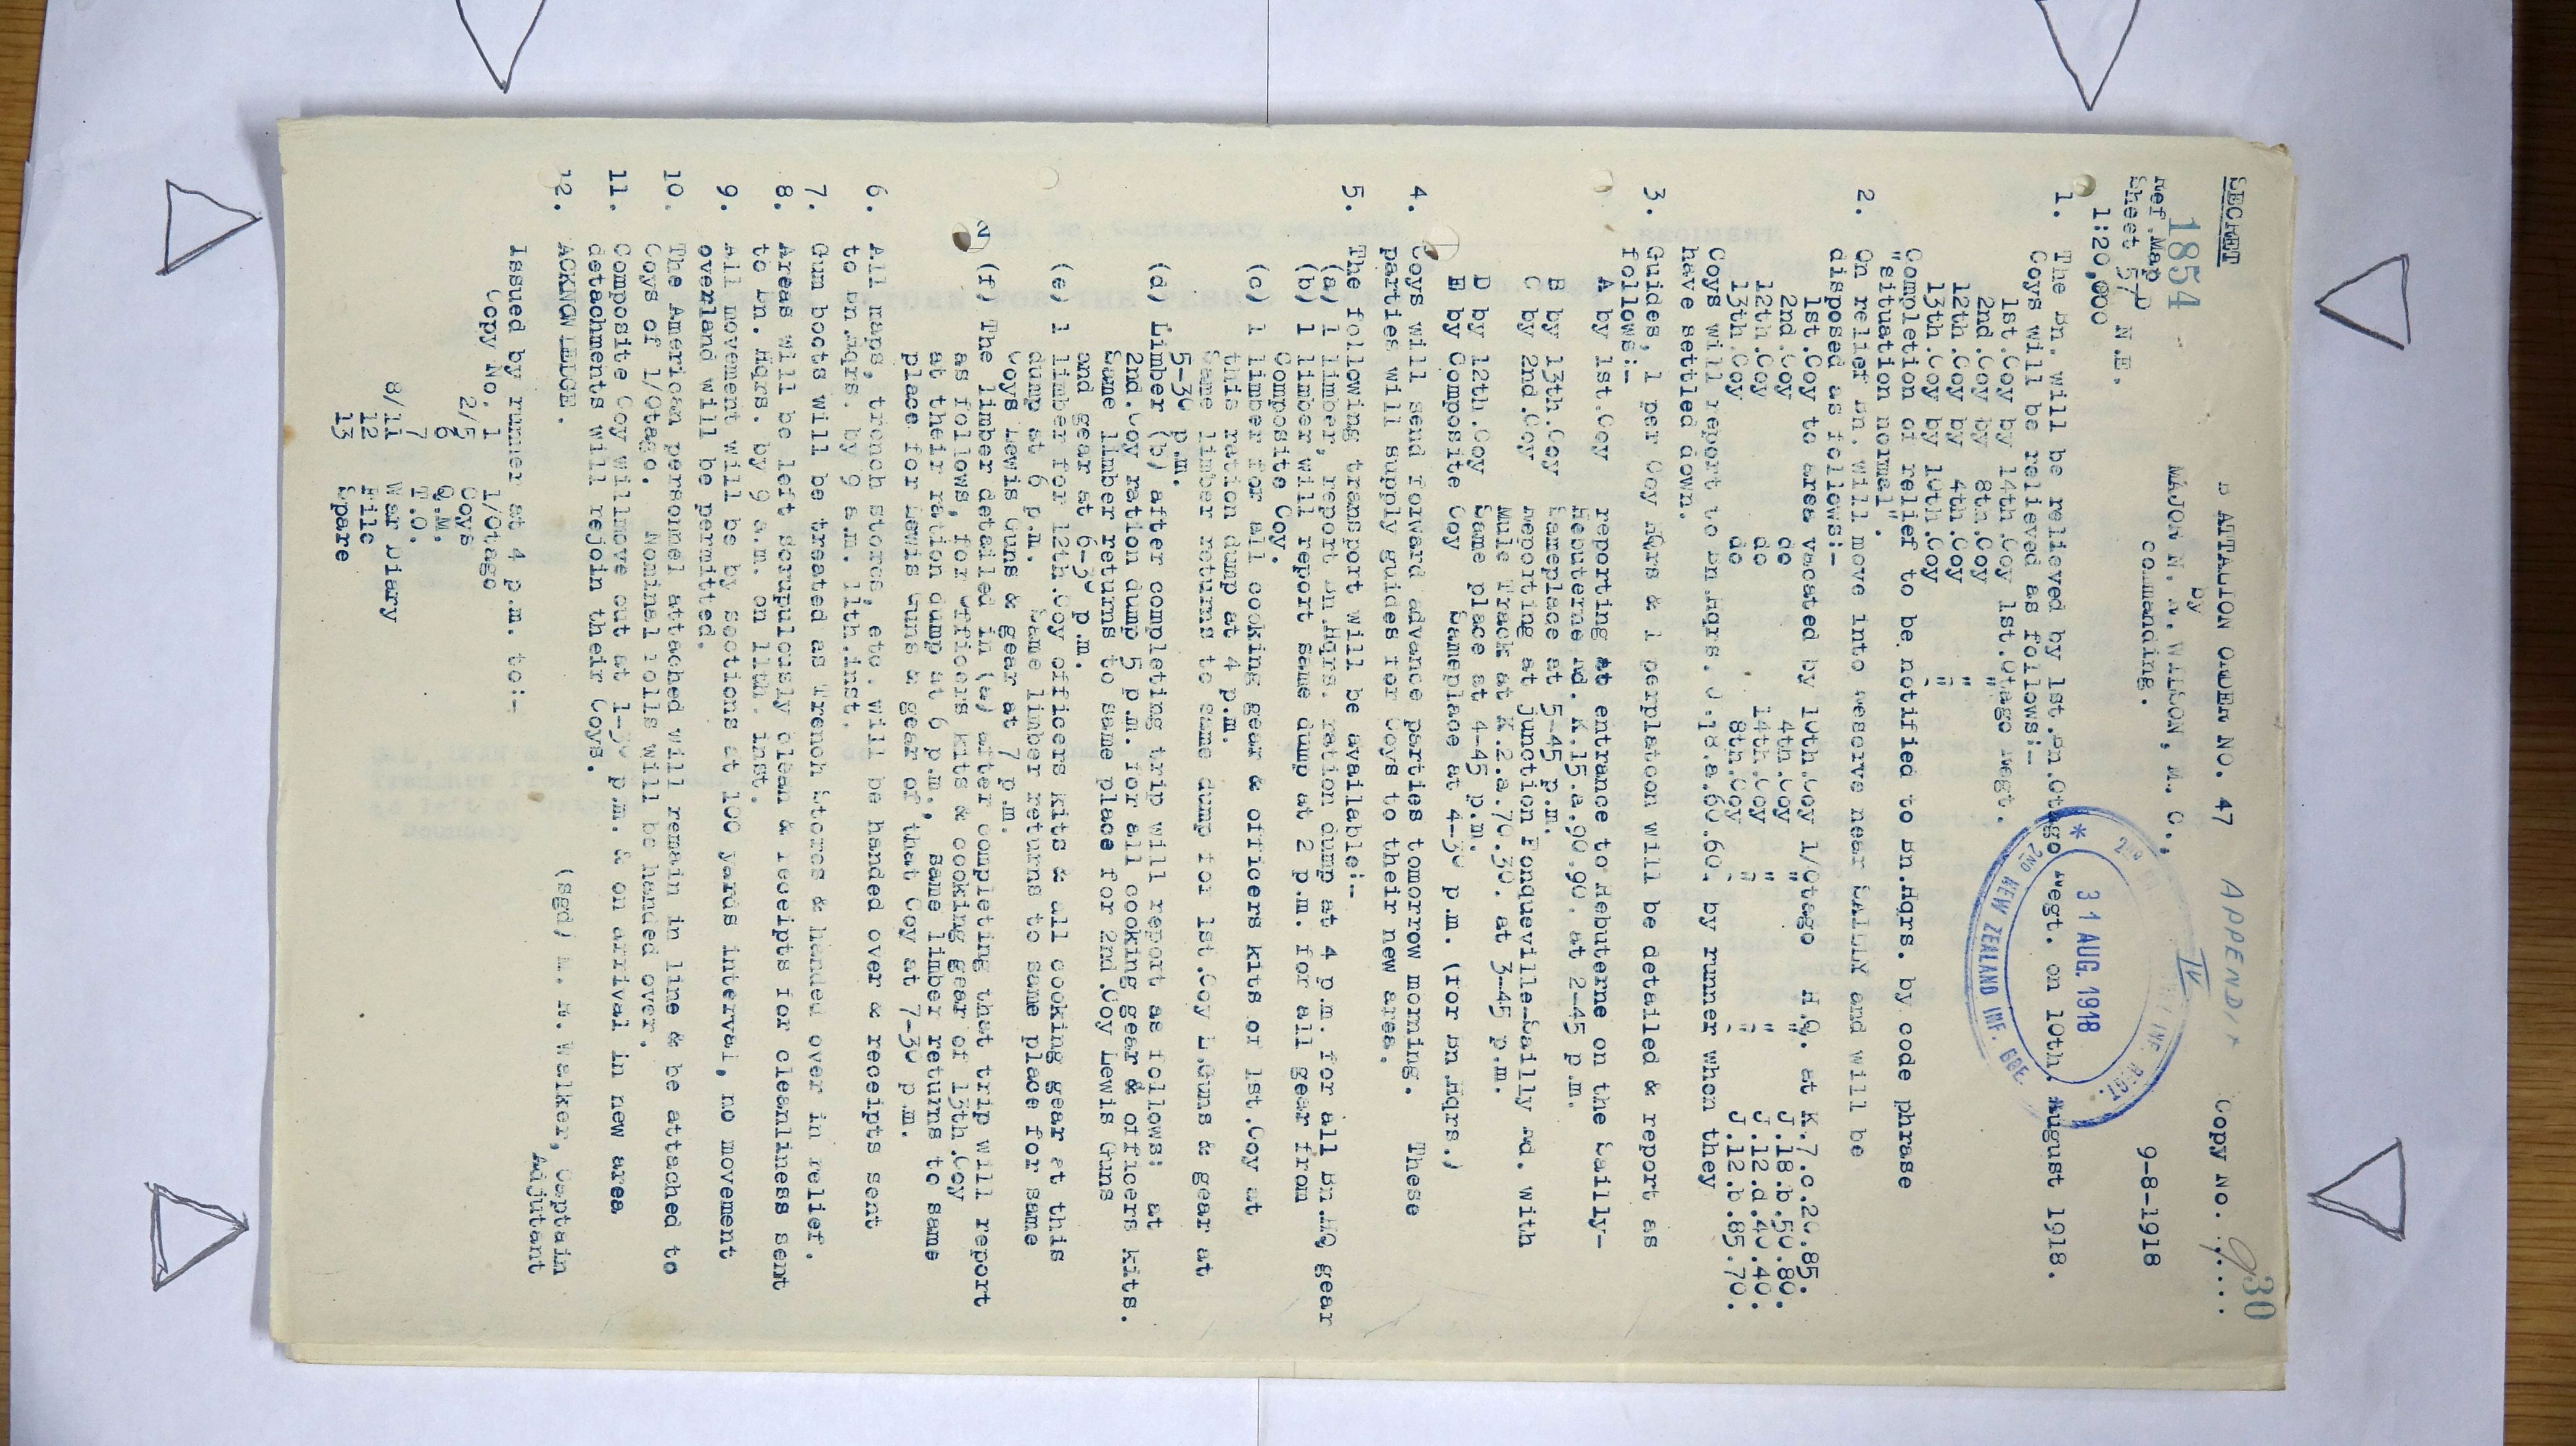 SECRET
BATTALION ORDER NO. 47 APPENDIX IV Copy No. 9....
30
1854
by
MAJOR N. R. WILSON, M. C.,
Ref.Map D commanding. 9-8-1918
Sheet 57 N.E.
1:20,000
2ND NEW ZEALAND INF. BDE.
31 AUG. 1918
INF. REGT.
1. The Bn. will be relieved by 1st.Bn.Otago Regt. on 10th. August 1918.
Coys will be relieved as follows:-
1st.Coy by 14th.Coy 1st.Otago Regt.
2nd.Coy by 8th.Coy "
12th.Coy by 4th.Coy "
13th.Coy by 10th.Coy "
Completion of relief to be notified to Bn.Hqrs. by code phrase
"situation normal".
2. On relief Bn. will move into Reserve near SAILLY and will be
disposed as follows:-
1st.Coy to area vacated by 10th.Coy 1/Otago H.Q. at K.7.c.20.85.
2nd.Coy do 4th.Coy " " J.18.b.50.80.
12th.Coy do 14th.Coy " " J.12.d.40.40.
13th.Coy do 8th.Coy " " J.12.b.85.70.
Coys will report to Bn.Hqrs. J.18.a.60.60. by runner when they
have settled down.
3. Guides, 1 per Coy Hqrs & 1 perplatoon will be detailed & report as
follows:-
A by 1st.Coy reporting at entrance to Hebuterne on the Sailly-
Hebuterne Rd. K.15.a.90.90. at 2-45 p.m.
B by 13th.Coy Sameplace at 5-45 p.m.
C by 2nd.Coy Reporting at junction Fonqueville-Sailly Rd. with
Mule Track at K.2.a.70.30. at 3-45 p.m.
D by 12th.Coy Same place at 4-45 p.m.
E by Composite Coy Sameplace at 4-30 p.m. (for Bn Hqrs.)
4. Coys will send forward advance parties tomorrow morning. These
parties will supply guides for Coys to their new area.
5. The following transport will be available:-
(a) 1 limber, report Bn.Hqrs. ration dump at 4 p.m. for all Bn.HQ gear
(b) 1 limber will report same dump at 2 p.m. for all gear from
Composite Coy.
(c) 1 limber for all cooking gear & officers kits of 1st.Coy at
this ration dump at 4 p.m.
Same limber returns to same dump for 1st.Coy L.Guns & gear at
5-30 p.m.
(d) Limber (b) after completing trip will report as follows: at
2nd.Coy ration dump 5 p.m. for all cooking gear & officers kits.
Same limber returns to same place for 2nd.Coy Lewis Guns
and gear at 6-30 p.m.
(e) 1 limber for 12th.Coy officers kits & all cooking gear at this
dump at 6 p.m. Same limber returns to same place for same
Coys Lewis Guns & gear at 7 p.m.
(f) The limber detailed in (a) after completing that trip will report
as follows, for officers kits & cooking gear of 13th.Coy
at their ration dump at 6 p.m., same limber returns to same
place for Lewis Guns & gear of that Coy at 7-30 p.m.
6. All maps, trench stores, etc. will be handed over & receipts sent
to Bn.Hqrs. by 9 a.m. 11th.inst.
7. Gum boots will be treated as Trench Stores & handed over in relief.
8. Areas will be left scrupulously clean & receipts for cleanliness sent
to Bn. Hqrs. by 9 a.m. on 11th. inst.
9. All movement will be by Sections at 100 yards interval, no movement
overland will be permitted.
10. The American personnel attached will remain in line & be attached to
Coys of 1/Otago. Nominal rolls will be handed over.
11. Composite Coy willmove out at 1-30 p.m. & on arrival in new area
detachments will rejoin their Coys.
12. ACKNOWLEDGE.
(sgd) Walker, Captain
Adjutant
Issued by runner at 4 p.m. to:-
Copy No. 1 1/Otago
2/5 Coys
6 Q.M.
7 T.O.
8/11 War Diary
12 File
13 Spare